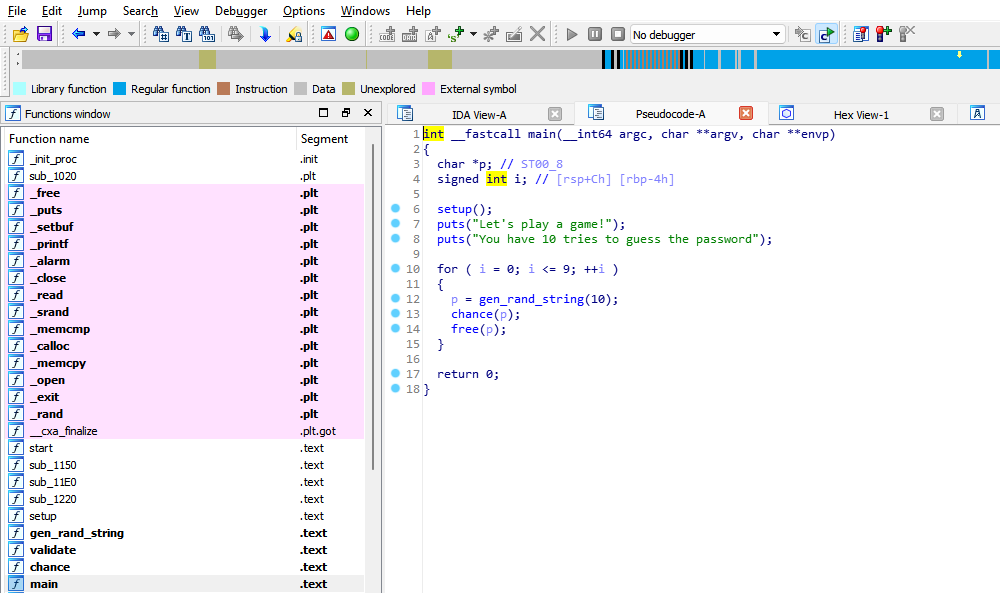 File Edit Jump Search View Debugger Options Windows Help
No debugger
Library function Regular function Instruction Data Unexplored External symbol
Functions window
Function name Segment
_init_proc .init
sub_1020 .plt
_free .plt
_puts .plt
_setbuf .plt
_printf .plt
_alarm .plt
_close .plt
_read .plt
_srand .plt
_memcmp .plt
_calloc .plt
_memcpy .plt
_open .plt
_exit .plt
_rand .plt
__cxa_finalize .plt.got
start .text
sub_1150 .text
sub_11E0 .text
sub_1220 .text
setup .text
gen_rand_string .text
validate .text
chance .text
main .text
IDA View-A Pseudocode-A Hex View-1
1 int __fastcall main(__int64 argc, char **argv, char **envp)
2 {
3 char *p; // ST00_8
4 signed int i; // [rsp+Ch] [rbp-4h]
5
6 setup();
7 puts("Let's play a game!");
8 puts("You have 10 tries to guess the password");
9
10 for ( i = 0; i <= 9; ++i )
11 {
12 p = gen_rand_string(10);
13 chance(p);
14 free(p);
15 }
16
17 return 0;
18 }